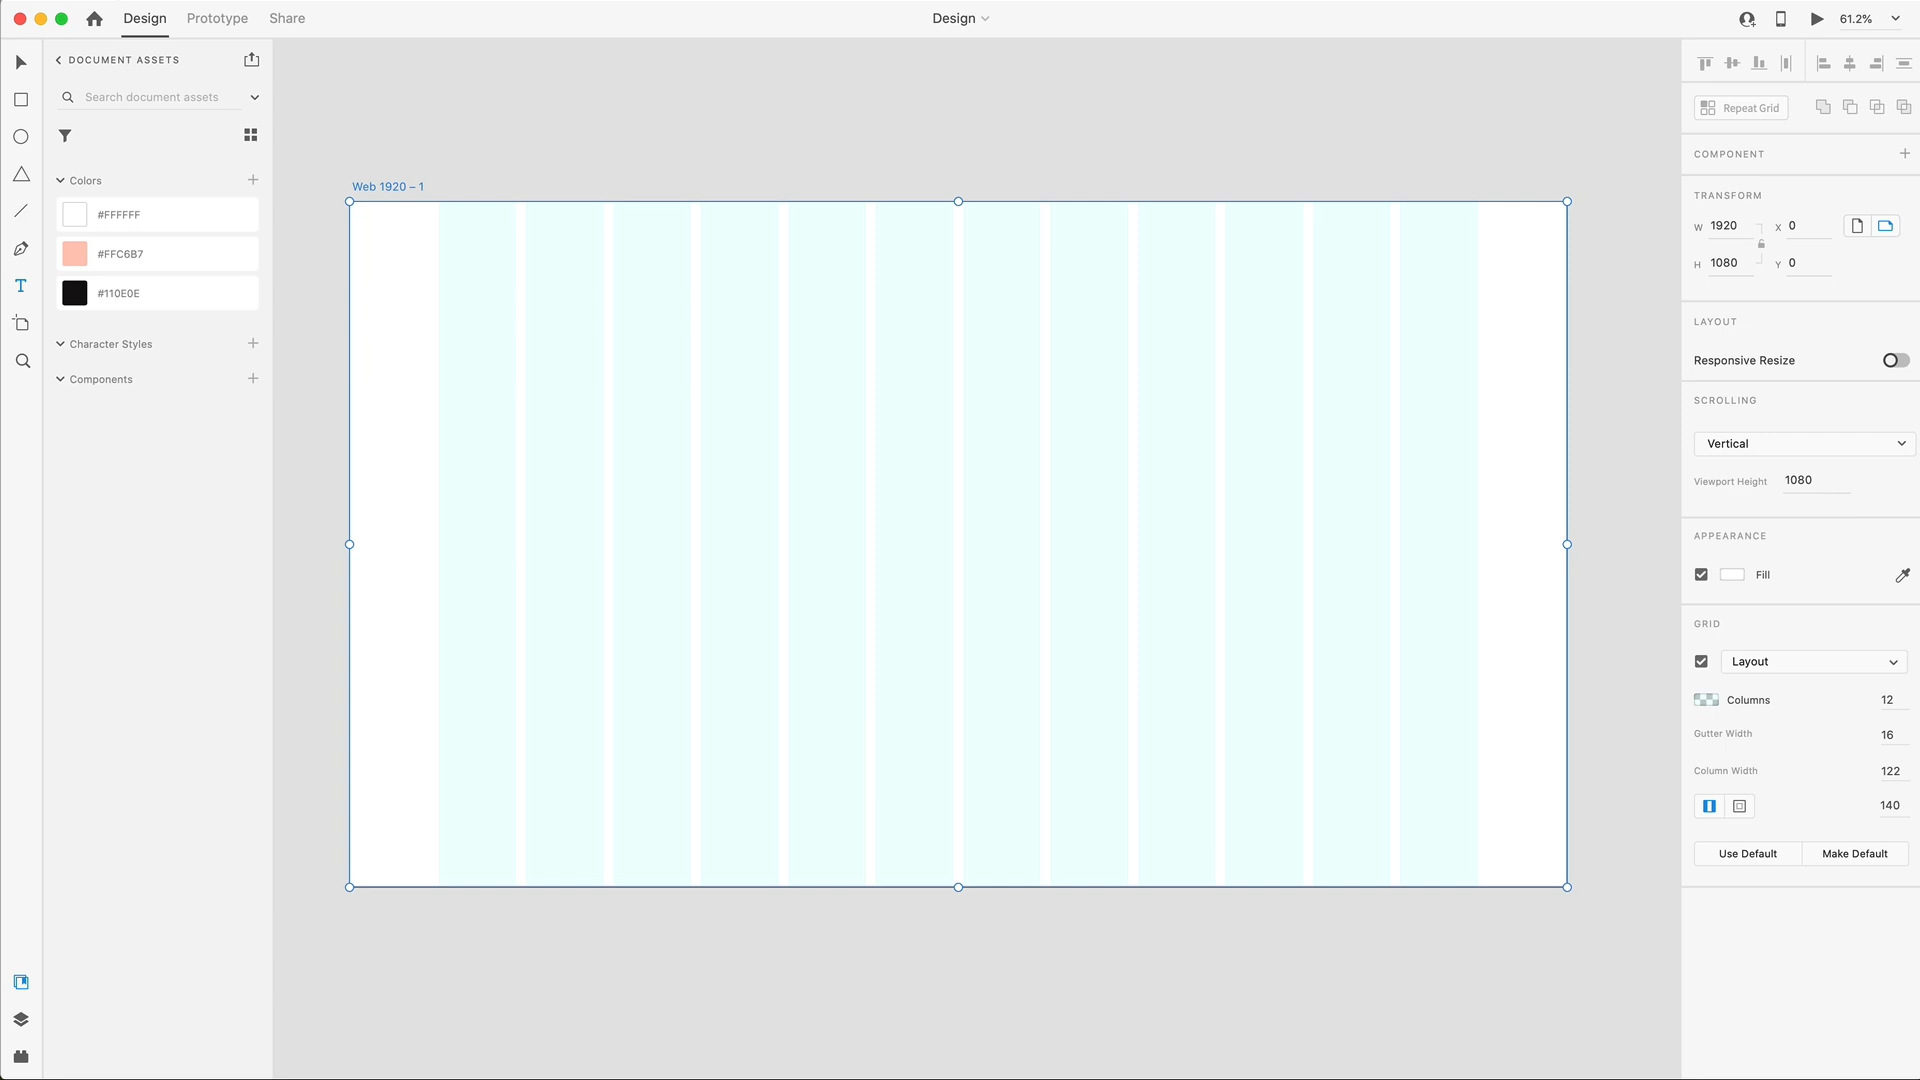 Design Prototype Share
Design
61.2%
DOCUMENT ASSETS
Search document assets
Colors
#FFFFFF
#FFC6B7
#110E0E
Character Styles
Components
Web 1920 – 1
Repeat Grid
COMPONENT
TRANSFORM
W 1920 X 0
H 1080 Y 0
LAYOUT
Responsive Resize
SCROLLING
Vertical
Viewport Height 1080
APPEARANCE
Fill
GRID
Layout
Columns 12
Gutter Width 16
Column Width 122
140
Use Default Make Default